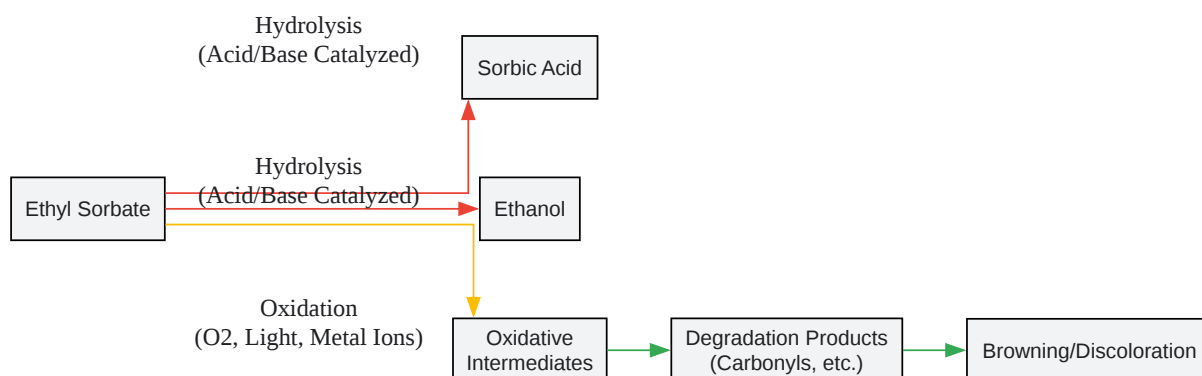 Hydrolysis
(Acid/Base Catalyzed)
Sorbic Acid
Hydrolysis
(Acid/Base Catalyzed)
Ethyl Sorbate
Ethanol
Oxidation
(O2, Light, Metal Ions)
Oxidative
Intermediates
Degradation Products
(Carbonyls, etc.)
Browning/Discoloration